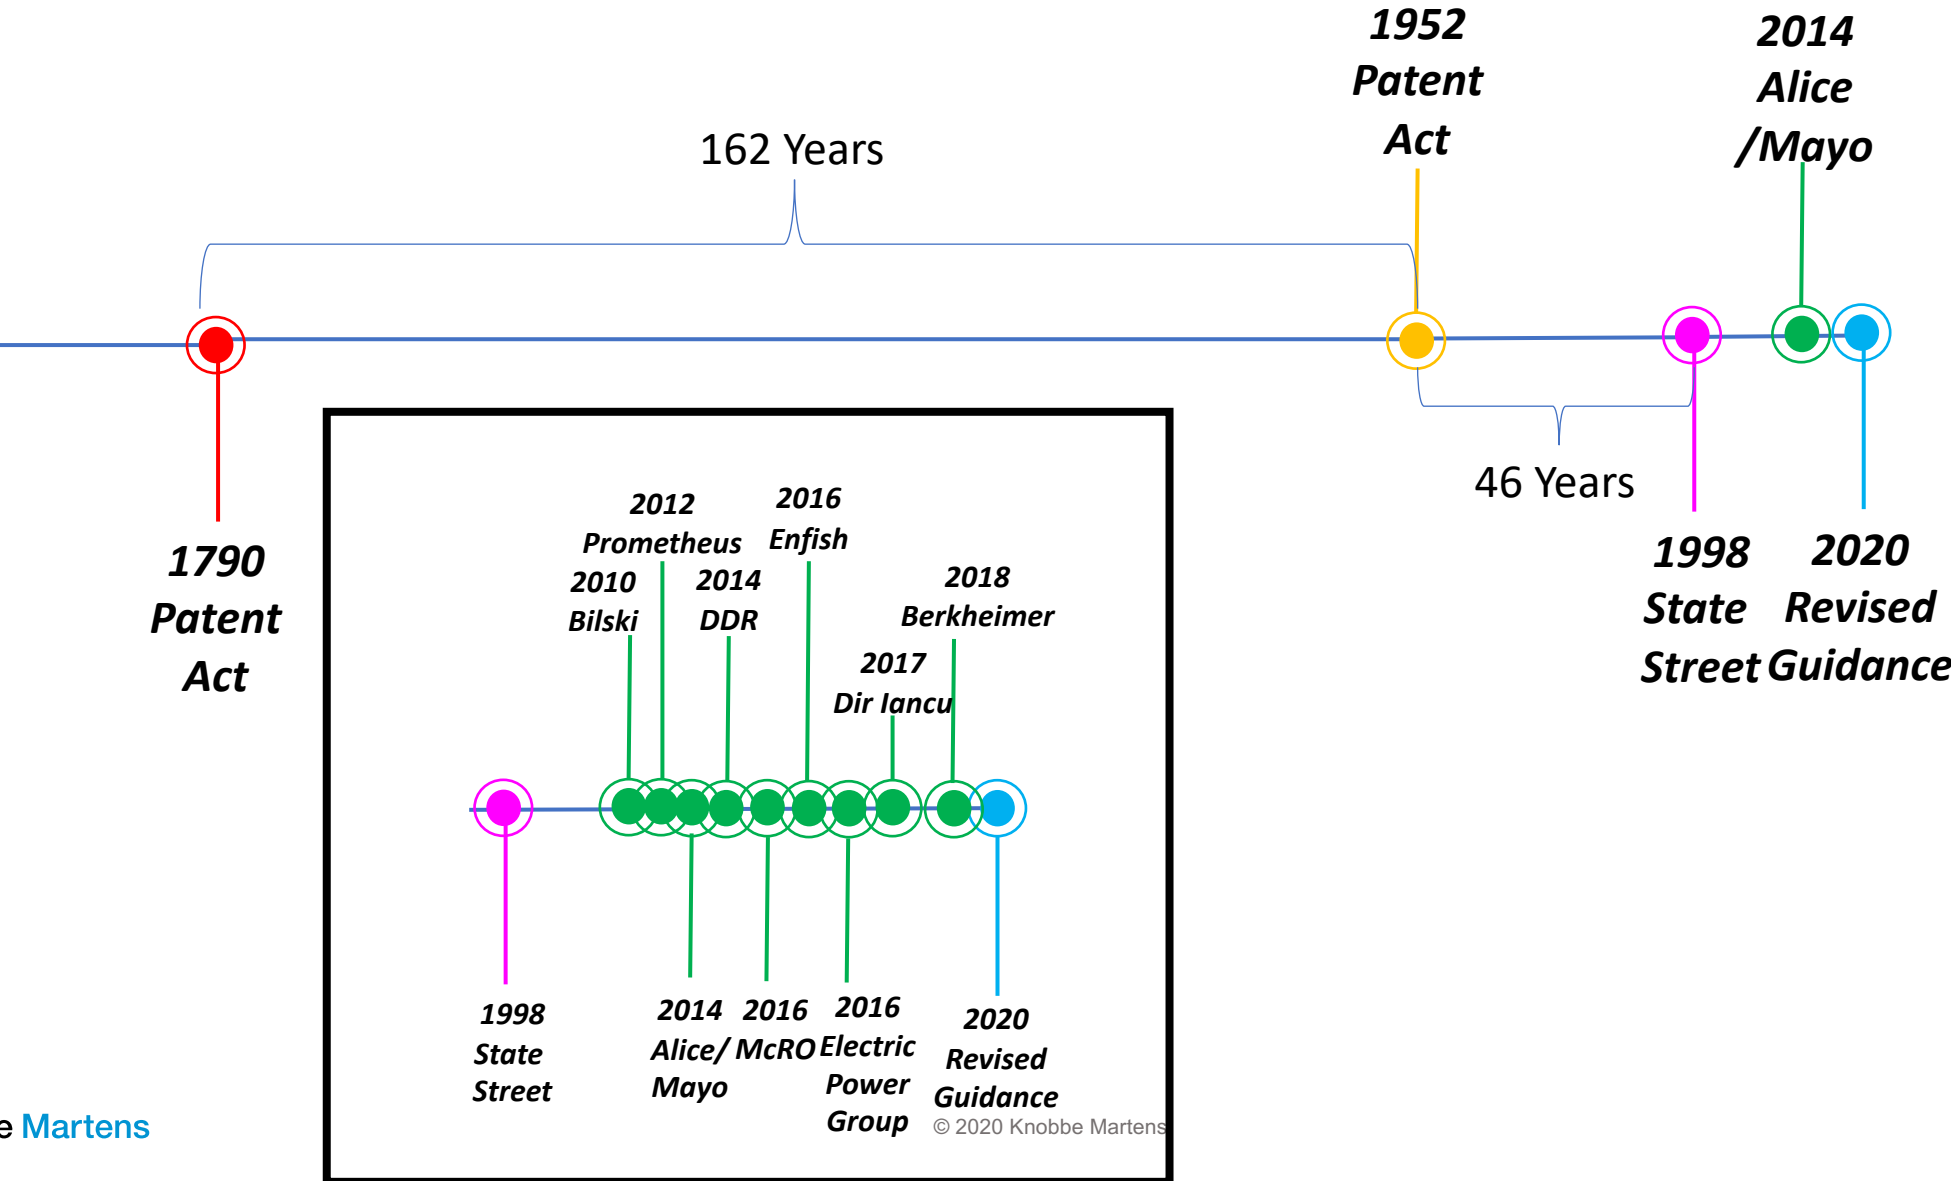 1952
Patent
Act
2014
Alice
/Mayo
162 Years
46 Years
1790
Patent
Act
1998
State
Street
2020
Revised
Guidance
2012
Prometheus
2016
Enfish
2010
Bilski
2014
DDR
2018
Berkheimer
2017
Dir Iancu
1998
State
Street
2014
Alice/
Mayo
2016
McRO
2016
Electric
Power
Group
2020
Revised
Guidance
e Martens
© 2020 Knobbe Martens